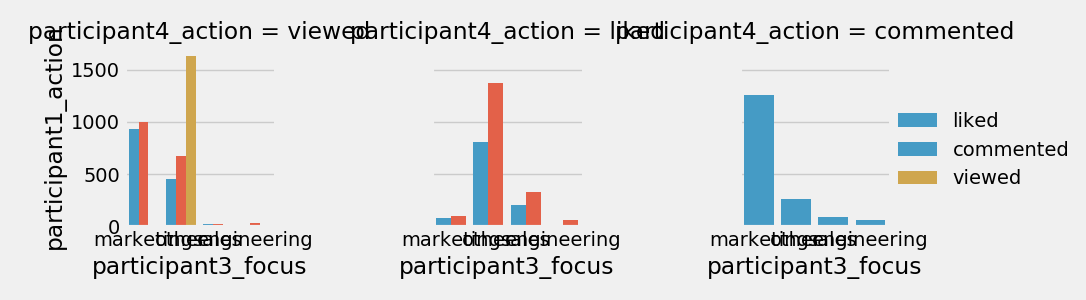 participant4_action = viewed
participant4_action = liked
participant4_action = commented
participant1_action
1500
1000
500
0
marketing
other
sales
engineering
participant3_focus
marketing
other
sales
engineering
participant3_focus
marketing
other
sales
engineering
participant3_focus
liked
commented
viewed